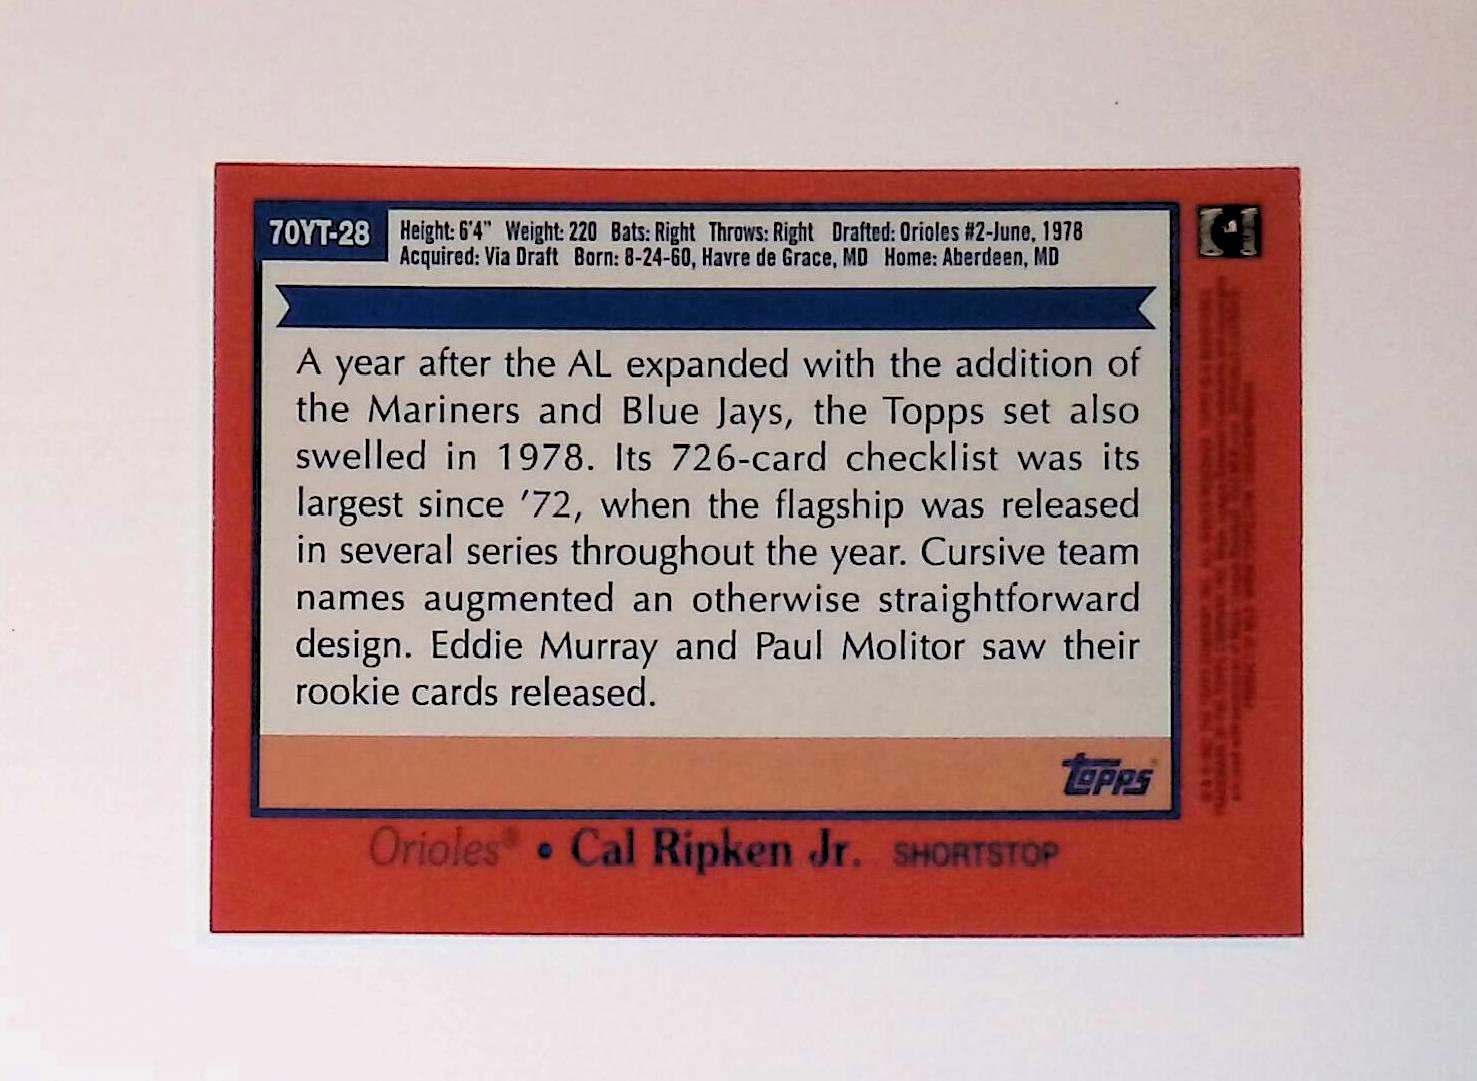 70YT-28
Height: 6'4" Weight: 220 Bats: Right Throws: Right Drafted: Orioles #2-June, 1978
Acquired: Via Draft Born: 8-24-60, Havre de Grace, MD Home: Aberdeen, MD
A year after the AL expanded with the addition of
the Mariners and Blue Jays, the Topps set also
swelled in 1978. Its 726-card checklist was its
largest since '72, when the flagship was released
in several series throughout the year. Cursive team
names augmented an otherwise straightforward
design. Eddie Murray and Paul Molitor saw their
rookie cards released.
Topps
Orioles® • Cal Ripken Jr. SHORTSTOP